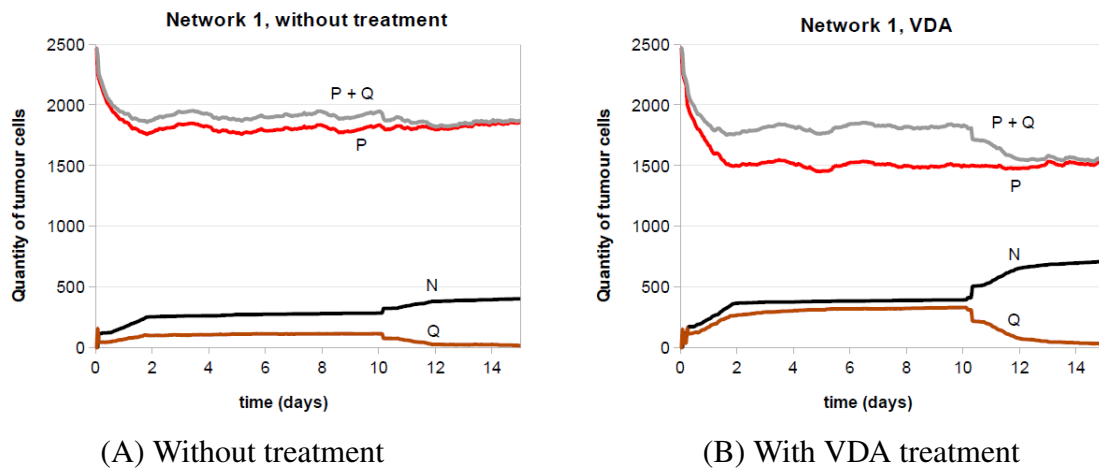 Network 1, without treatment
Quantity of tumour cells
2500
2000
1500
1000
500
0
P + Q
P
N
Q
0 2 4 6 8 10 12 14
time (days)
(A) Without treatment
Network 1, VDA
Quantity of tumour cells
2500
2000
1500
1000
500
0
P + Q
P
N
Q
0 2 4 6 8 10 12 14
time (days)
(B) With VDA treatment